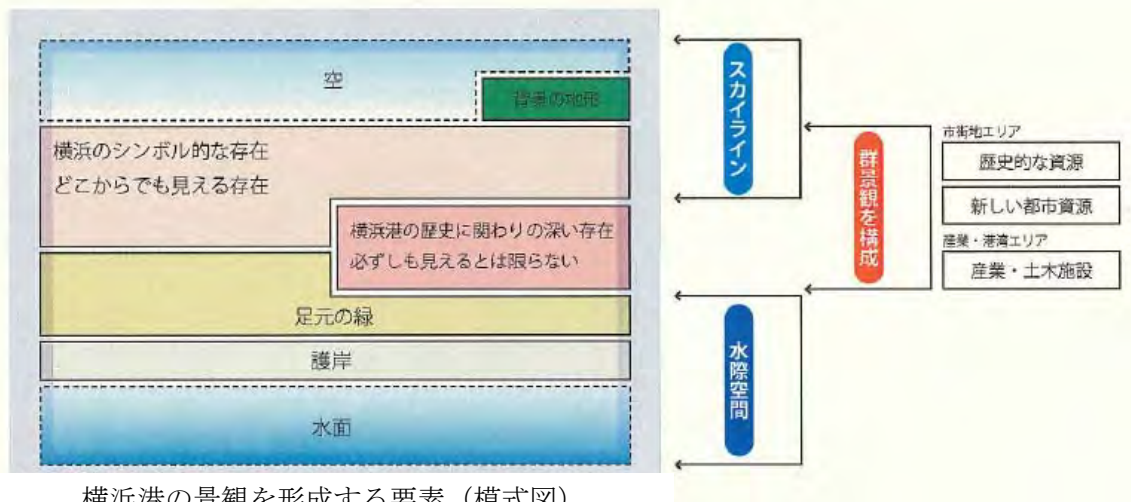 空
背景の地形
横浜のシンボル的な存在
どこからでも見える存在
横浜港の歴史に関わりの深い存在
必ずしも見えるとは限らない
足元の緑
護岸
水面
スカイライン
水際空間
群景観を構成
市街地エリア
歴史的な資源
新しい都市資源
産業・港湾エリア
産業・土木施設
横浜港の景観を形成する要素（模式図）